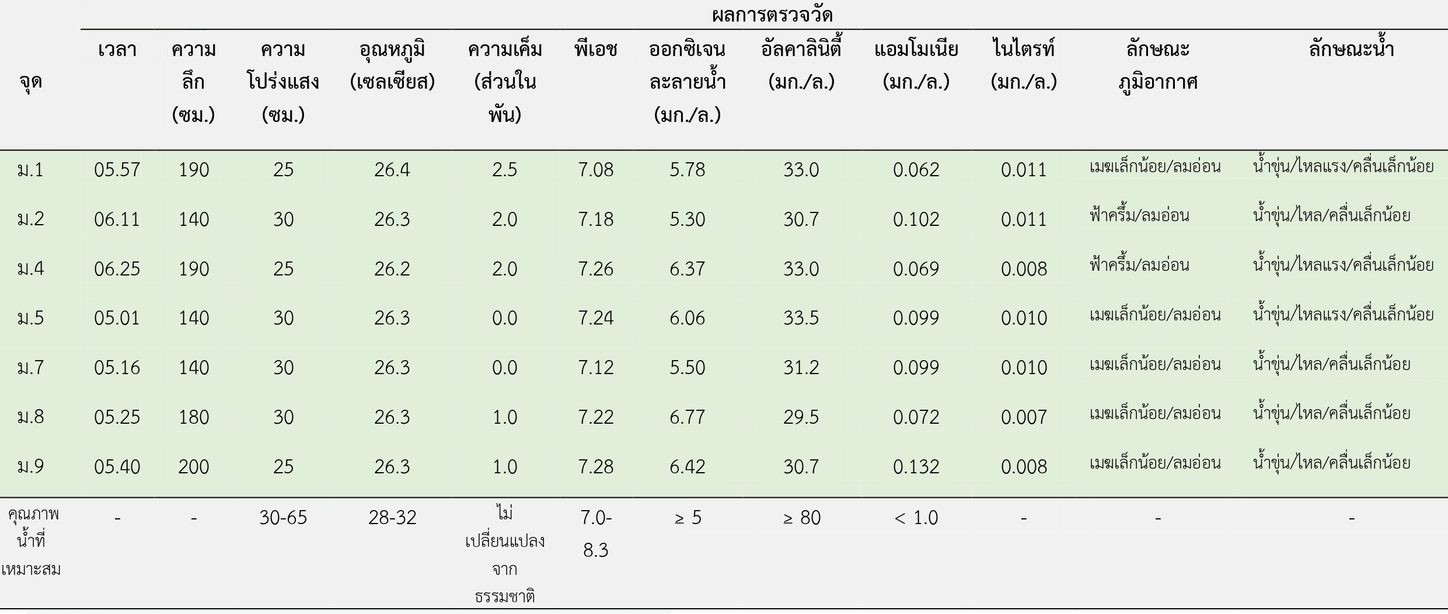 ผลการตรวจวัด
จุด เวลา ความลึก (ซม.) ความโปร่งแสง (ซม.) อุณหภูมิ (เซลเซียส) ความเค็ม (ส่วนในพัน) พีเอช ออกซิเจนละลายน้ำ (มก./ล.) อัลคาลินิตี้ (มก./ล.) แอมโมเนีย (มก./ล.) ไนไตรท์ (มก./ล.) ลักษณะภูมิอากาศ ลักษณะน้ำ
ม.1 05.57 190 25 26.4 2.5 7.08 5.78 33.0 0.062 0.011 เมฆเล็กน้อย/ลมอ่อน น้ำขุ่น/ไหลแรง/คลื่นเล็กน้อย
ม.2 06.11 140 30 26.3 2.0 7.18 5.30 30.7 0.102 0.011 ฟ้าครึ้ม/ลมอ่อน น้ำขุ่น/ไหล/คลื่นเล็กน้อย
ม.4 06.25 190 25 26.2 2.0 7.26 6.37 33.0 0.069 0.008 ฟ้าครึ้ม/ลมอ่อน น้ำขุ่น/ไหลแรง/คลื่นเล็กน้อย
ม.5 05.01 140 30 26.3 0.0 7.24 6.06 33.5 0.099 0.010 เมฆเล็กน้อย/ลมอ่อน น้ำขุ่น/ไหลแรง/คลื่นเล็กน้อย
ม.7 05.16 140 30 26.3 0.0 7.12 5.50 31.2 0.099 0.010 เมฆเล็กน้อย/ลมอ่อน น้ำขุ่น/ไหล/คลื่นเล็กน้อย
ม.8 05.25 180 30 26.3 1.0 7.22 6.77 29.5 0.072 0.007 เมฆเล็กน้อย/ลมอ่อน น้ำขุ่น/ไหล/คลื่นเล็กน้อย
ม.9 05.40 200 25 26.3 1.0 7.28 6.42 30.7 0.132 0.008 เมฆเล็กน้อย/ลมอ่อน น้ำขุ่น/ไหล/คลื่นเล็กน้อย
คุณภาพน้ำที่เหมาะสม - - 30-65 28-32 ไม่เปลี่ยนแปลงจากธรรมชาติ 7.0-8.3 ≥ 5 ≥ 80 < 1.0 - - -